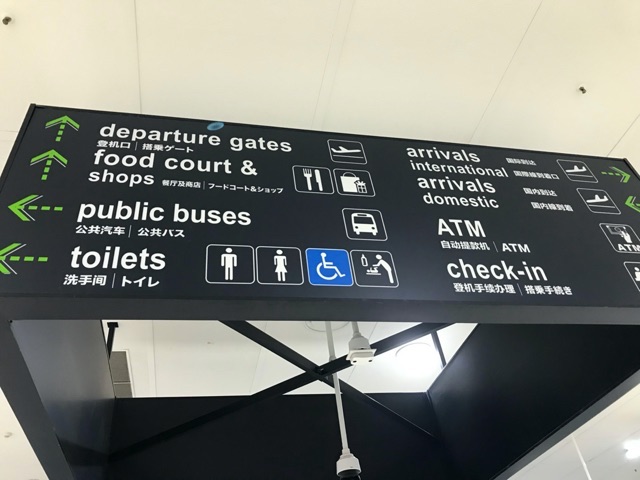 departure gates
登机口 | 搭乗ゲート
food court &
shops 餐厅及商店 | フードコート&ショップ
public buses
公共汽车 | 公共バス
toilets
洗手间 | トイレ
arrivals 国际到达
international 国際線到着口
arrivals 国内到达
domestic 国内線到着
ATM
自动提款机 | ATM
ATM
check-in
登机手续办理 | 搭乗手続き